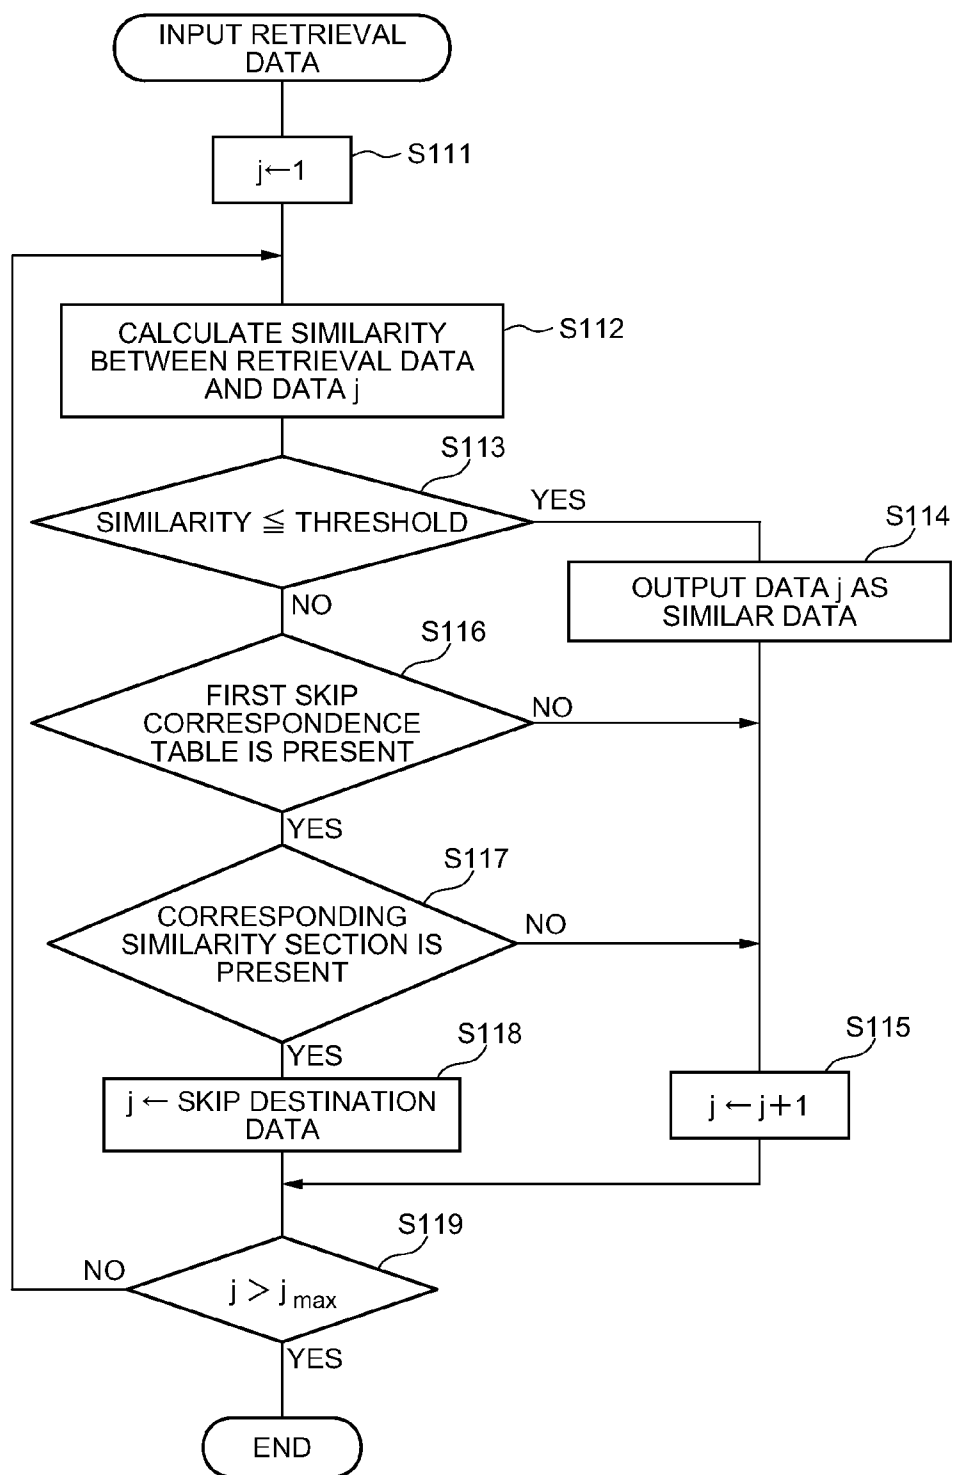 INPUT RETRIEVAL
DATA
j←1
S111
CALCULATE SIMILARITY
BETWEEN RETRIEVAL DATA
AND DATA j
S112
S113
SIMILARITY ≦ THRESHOLD
YES
NO
S114
OUTPUT DATA j AS
SIMILAR DATA
S116
FIRST SKIP
CORRESPONDENCE
TABLE IS PRESENT
NO
YES
S117
CORRESPONDING
SIMILARITY SECTION IS
PRESENT
NO
YES
S118
j ← SKIP DESTINATION
DATA
S115
j ← j+1
S119
j > jmax
NO
YES
END